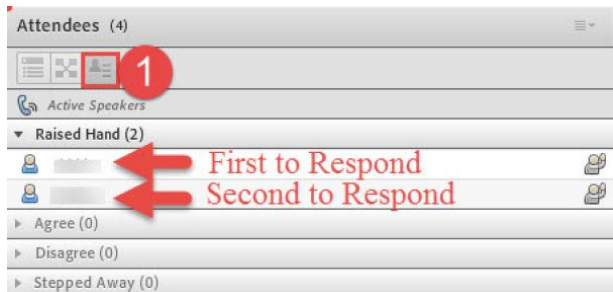 Attendees (4)
1
Active Speakers
Raised Hand (2)
First to Respond
Second to Respond
Agree (0)
Disagree (0)
Stepped Away (0)